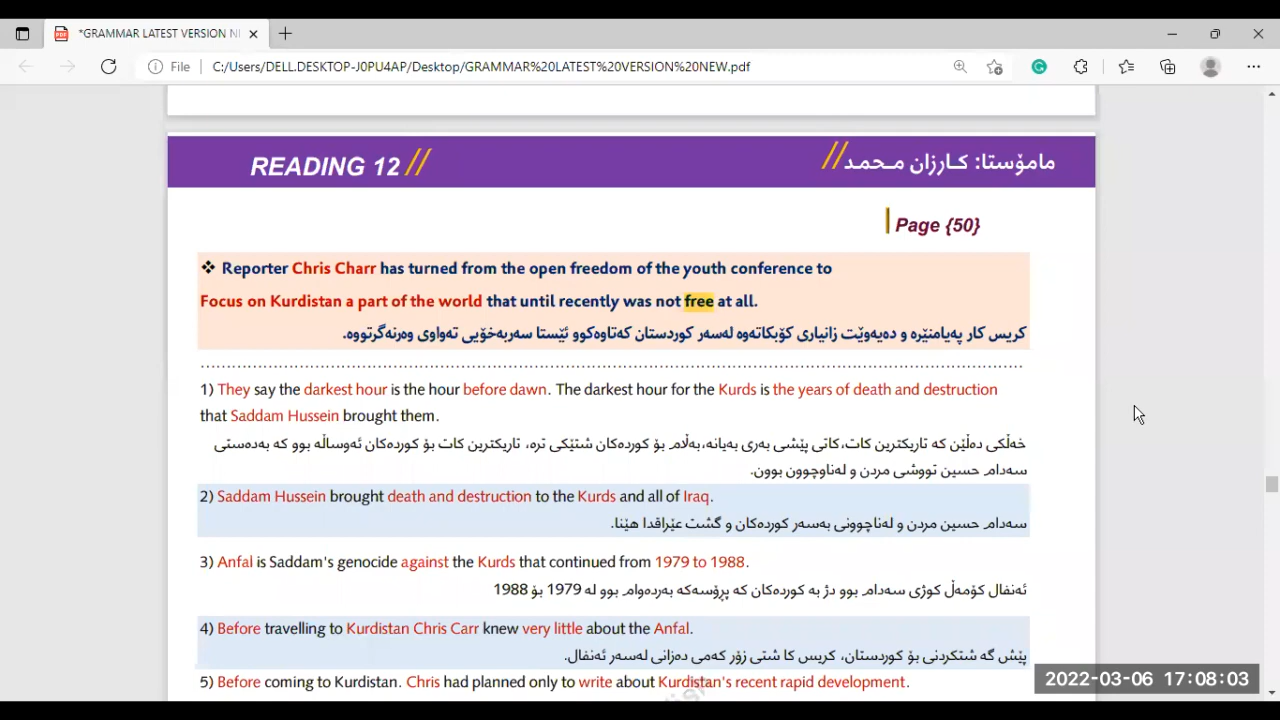 *GRAMMAR LATEST VERSION N
File C:/Users/DELL.DESKTOP-J0PU4AP/Desktop/GRAMMAR%20LATEST%20VERSION%20NEW.pdf
READING 12 //
//مامۆستا: کـارزان مـحمـد
Page {50}
❖ Reporter Chris Charr has turned from the open freedom of the youth conference to
Focus on Kurdistan a part of the world that until recently was not free at all.
کریس کار پەیامنێرە و دەیەوێت زانیاری کۆبکاتەوە لەسەر کوردستان کەتاوەکوو ئێستا سەربەخۆیی تەواوی وەرنەگرتووە.
1) They say the darkest hour is the hour before dawn. The darkest hour for the Kurds is the years of death and destruction
that Saddam Hussein brought them.
خەڵکی دەڵێن کە تاریکترین کات،کاتی پێشی بەری بەیانە،بەڵام بۆ کوردەکان شتێکی ترە، تاریکترین کات بۆ کوردەکان ئەوساڵە بوو کە بەدەستی
سەدام حسین تووشی مردن و لەناوچوون بوون.
2) Saddam Hussein brought death and destruction to the Kurds and all of Iraq.
سەدام حسین مردن و لەناچوونی بەسەر کوردەکان و گشت عێراقدا هێنا.
3) Anfal is Saddam's genocide against the Kurds that continued from 1979 to 1988.
ئەنفال کۆمەڵ کوژی سەدام بوو دژ بە کوردەکان کە پرۆسەکە بەردەوام بوو لە 1979 بۆ 1988
4) Before travelling to Kurdistan Chris Carr knew very little about the Anfal.
پێش گە شتکردنی بۆ کوردستان، کریس کا شتی زۆر کەمی دەزانی لەسەر ئەنفال.
5) Before coming to Kurdistan. Chris had planned only to write about Kurdistan's recent rapid development.
2022-03-06 17:08:03